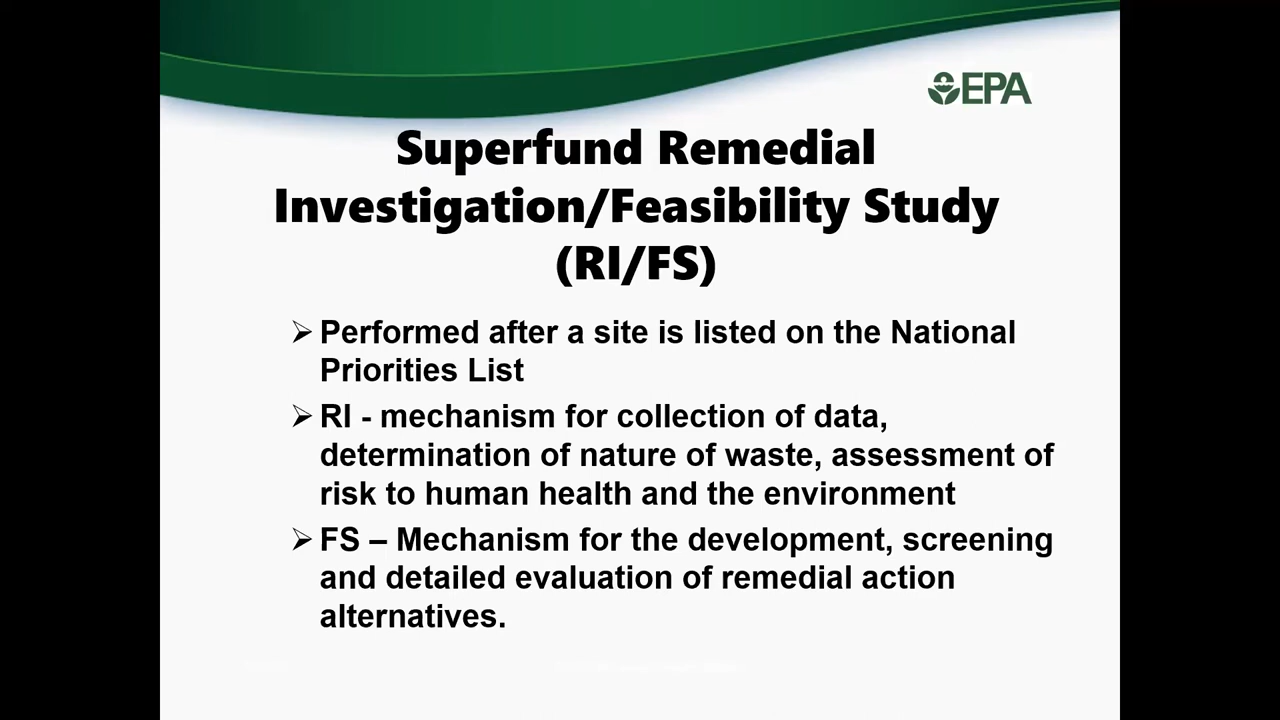 EPA
Superfund Remedial
Investigation/Feasibility Study
(RI/FS)
➢ Performed after a site is listed on the National
Priorities List
➢ RI - mechanism for collection of data,
determination of nature of waste, assessment of
risk to human health and the environment
➢ FS – Mechanism for the development, screening
and detailed evaluation of remedial action
alternatives.